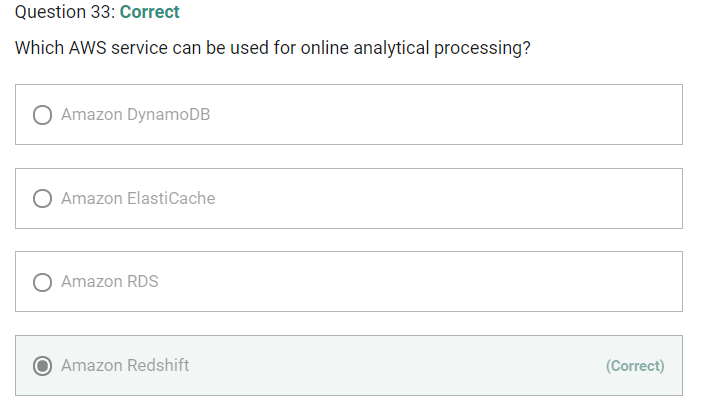 Question 33: Correct
Which AWS service can be used for online analytical processing?
Amazon DynamoDB
Amazon ElastiCache
Amazon RDS
Amazon Redshift (Correct)